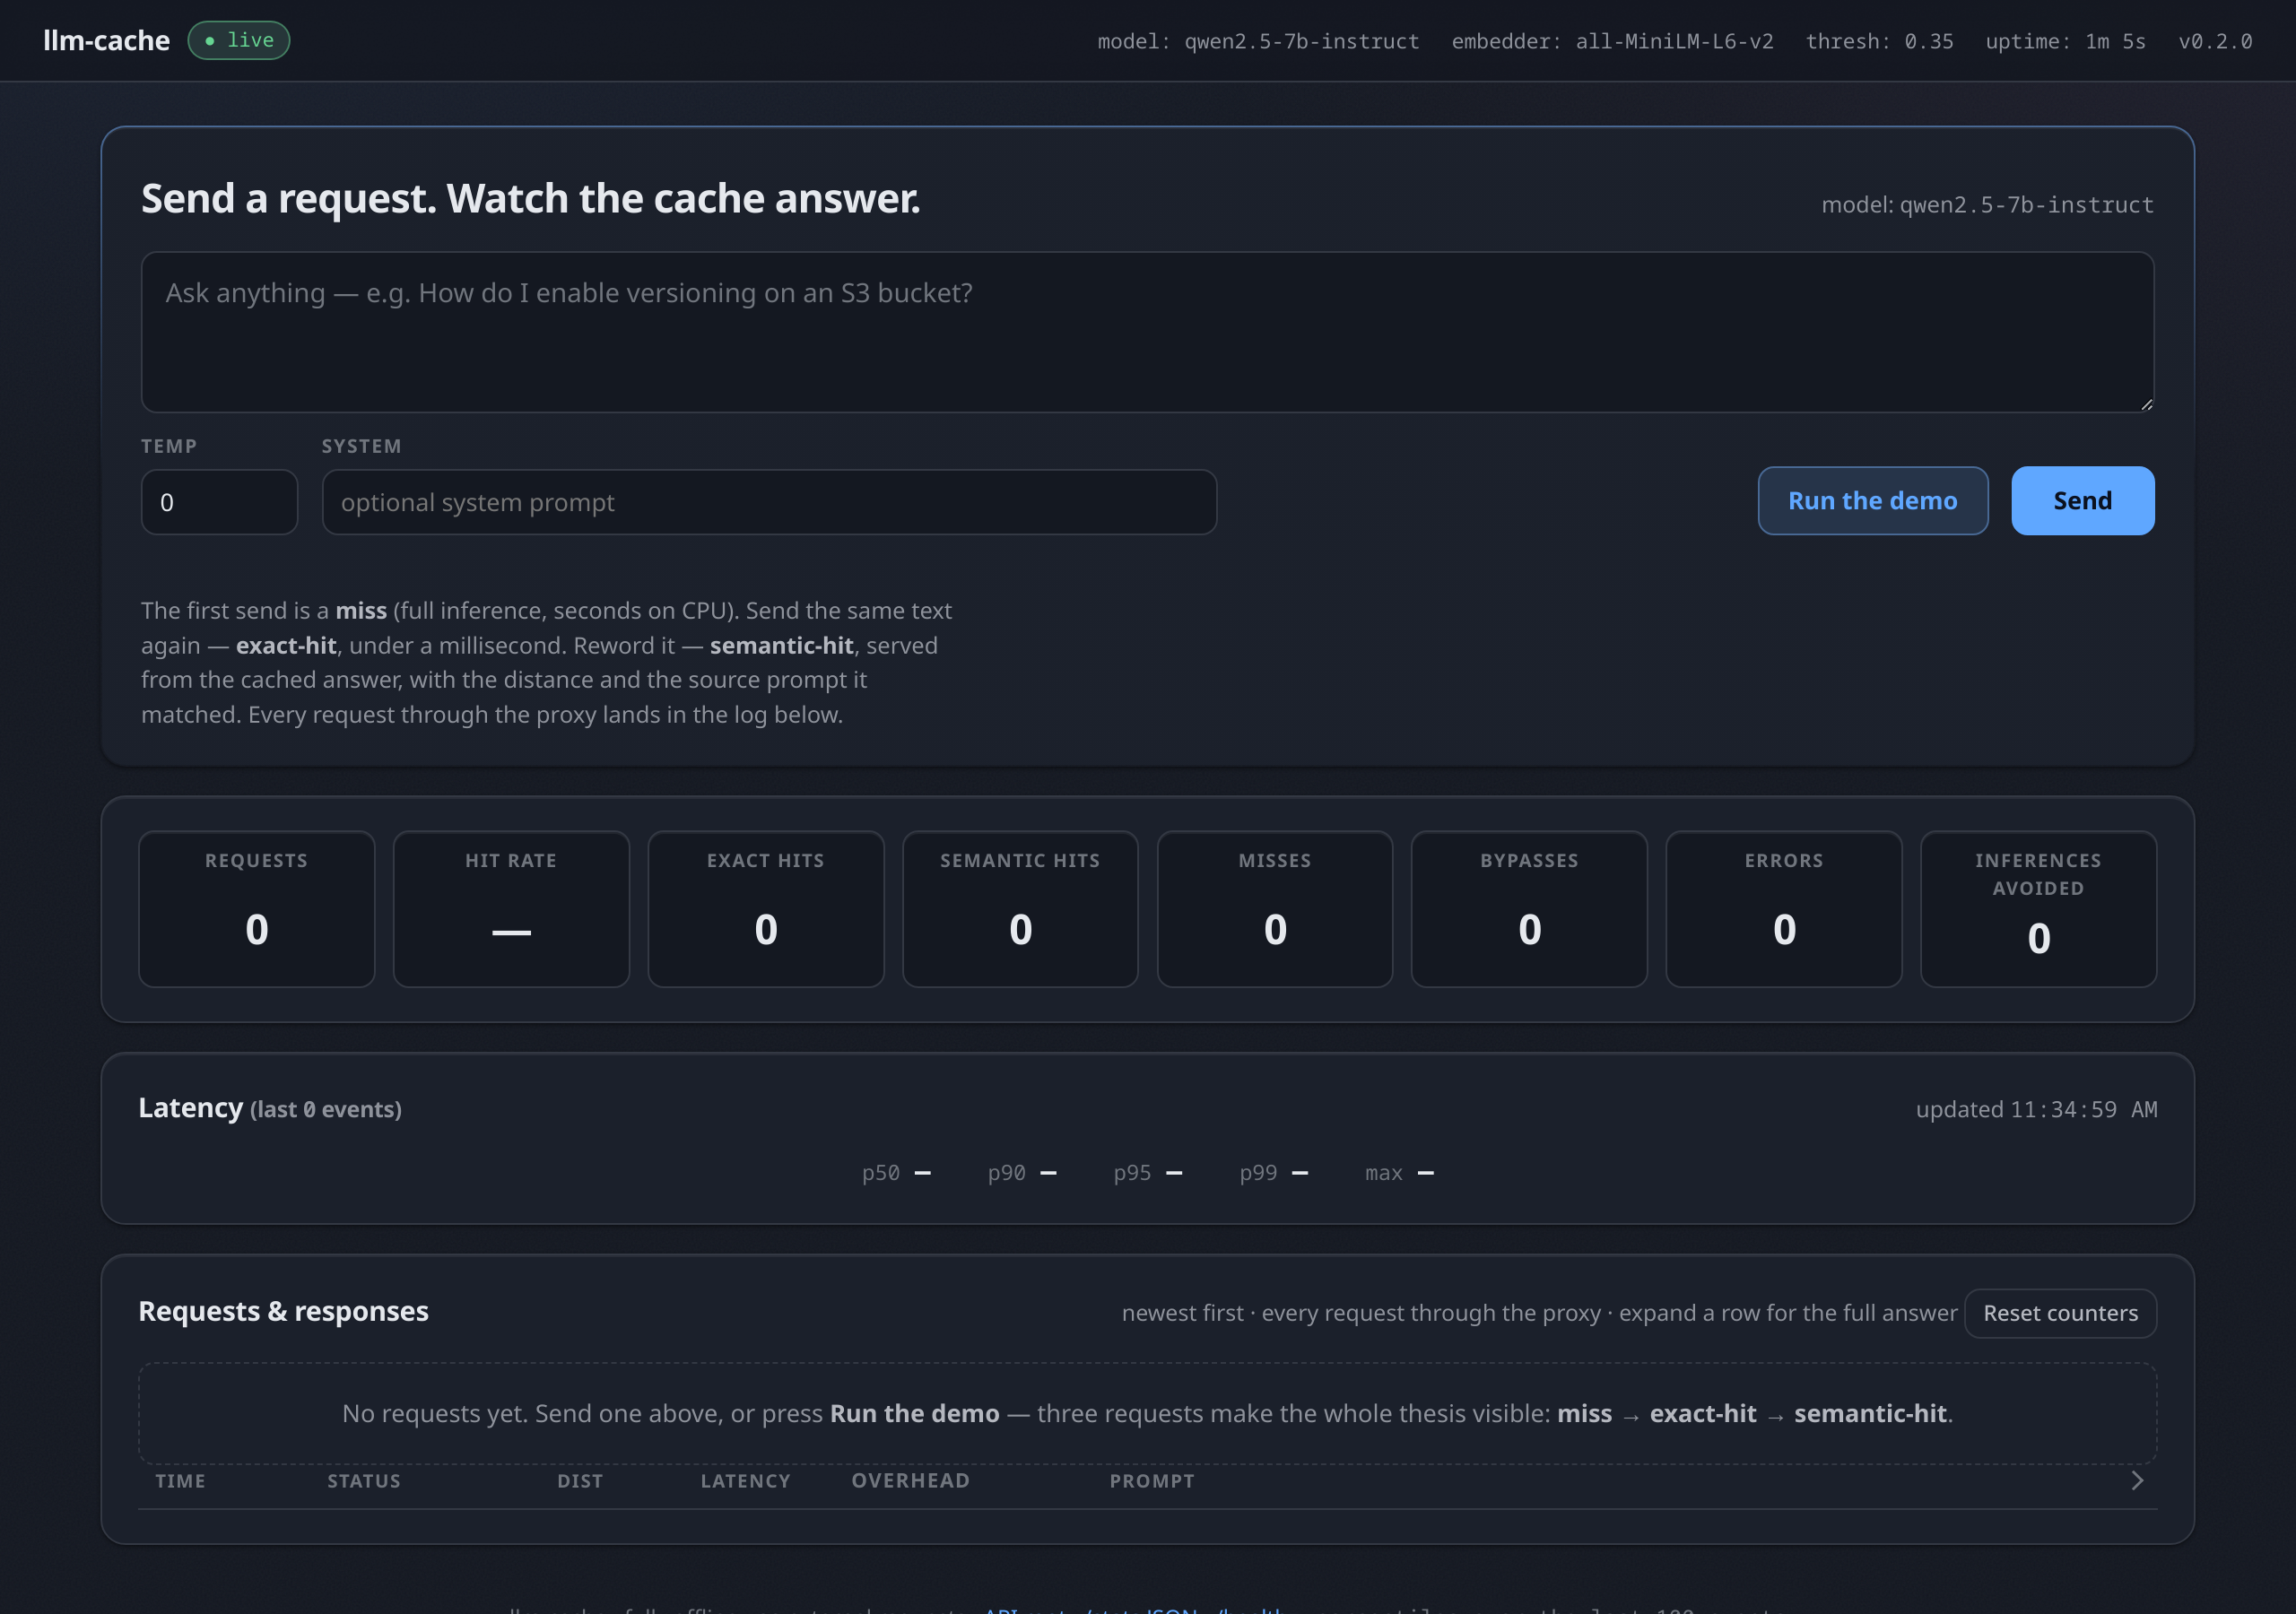 llm-cache ● live model: qwen2.5-7b-instruct embedder: all-MiniLM-L6-v2 thresh: 0.35 uptime: 1m 5s v0.2.0
Send a request. Watch the cache answer. model: qwen2.5-7b-instruct
Ask anything — e.g. How do I enable versioning on an S3 bucket?
TEMP SYSTEM
0 optional system prompt Run the demo Send
The first send is a miss (full inference, seconds on CPU). Send the same text
again — exact-hit, under a millisecond. Reword it — semantic-hit, served
from the cached answer, with the distance and the source prompt it
matched. Every request through the proxy lands in the log below.
REQUESTS HIT RATE EXACT HITS SEMANTIC HITS MISSES BYPASSES ERRORS INFERENCES
AVOIDED
0 — 0 0 0 0 0 0
Latency (last 0 events) updated 11:34:59 AM
p50 — p90 — p95 — p99 — max —
Requests & responses newest first · every request through the proxy · expand a row for the full answer Reset counters
No requests yet. Send one above, or press Run the demo — three requests make the whole thesis visible: miss → exact-hit → semantic-hit.
TIME STATUS DIST LATENCY OVERHEAD PROMPT